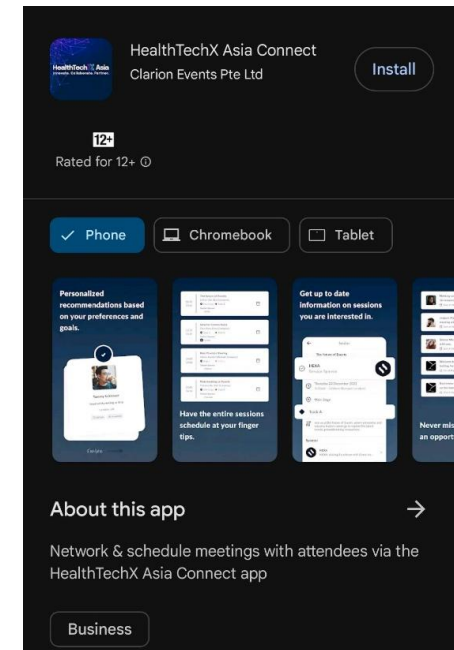 HealthTechX Asia
HealthTechX Asia Connect
Clarion Events Pte Ltd
Install
12+
Rated for 12+
Phone
Chromebook
Tablet
Personalized
recommendations based
on your preferences and
goals.
Have the entire sessions
schedule at your finger
tips.
Get up to date
information on sessions
you are interested in.
Never mis
an opport
About this app
Network & schedule meetings with attendees via the
HealthTechX Asia Connect app
Business